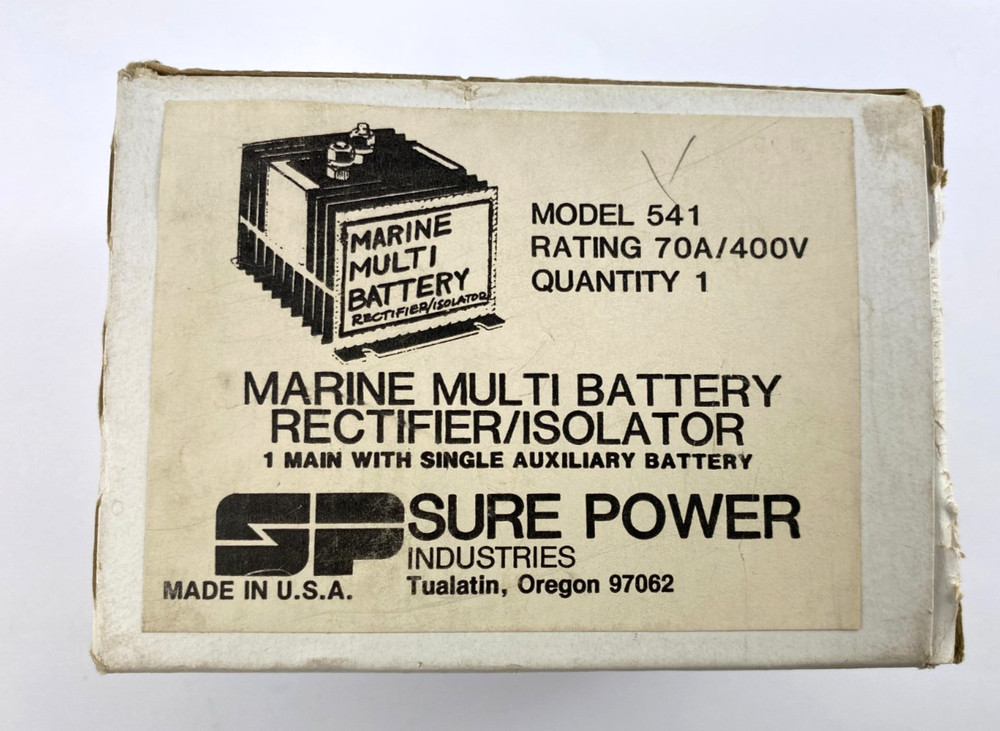 MARINE
MULTI
BATTERY
RECTIFIER/ISOLATOR
MODEL 541
RATING 70A/400V
QUANTITY 1
MARINE MULTI BATTERY
RECTIFIER/ISOLATOR
1 MAIN WITH SINGLE AUXILIARY BATTERY
SP SURE POWER
INDUSTRIES
MADE IN U.S.A. Tualatin, Oregon 97062